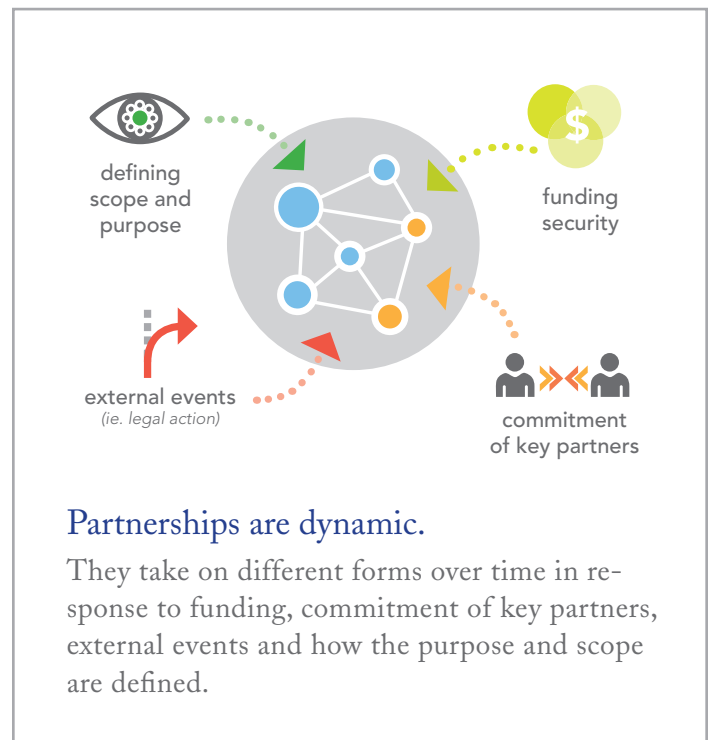 defining
scope and
purpose
$
funding
security
external events
(ie. legal action)
commitment
of key partners
Partnerships are dynamic.
They take on different forms over time in re-
sponse to funding, commitment of key partners,
external events and how the purpose and scope
are defined.